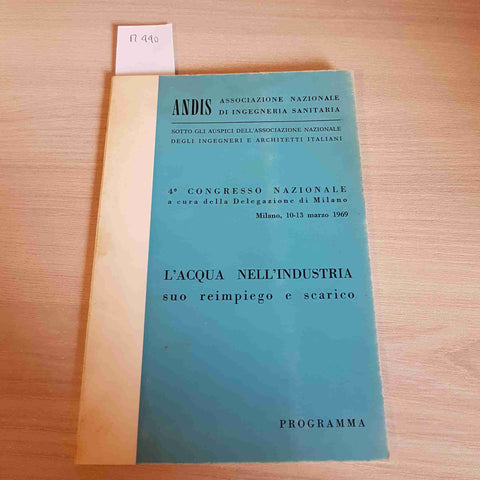 n 440
ANDIS ASSOCIAZIONE NAZIONALE
DI INGEGNERIA SANITARIA
SOTTO GLI AUSPICI DELL'ASSOCIAZIONE NAZIONALE
DEGLI INGEGNERI E ARCHITETTI ITALIANI
4° CONGRESSO NAZIONALE
a cura della Delegazione di Milano
Milano, 10-13 marzo 1969
L'ACQUA NELL'INDUSTRIA
suo reimpiego e scarico
PROGRAMMA